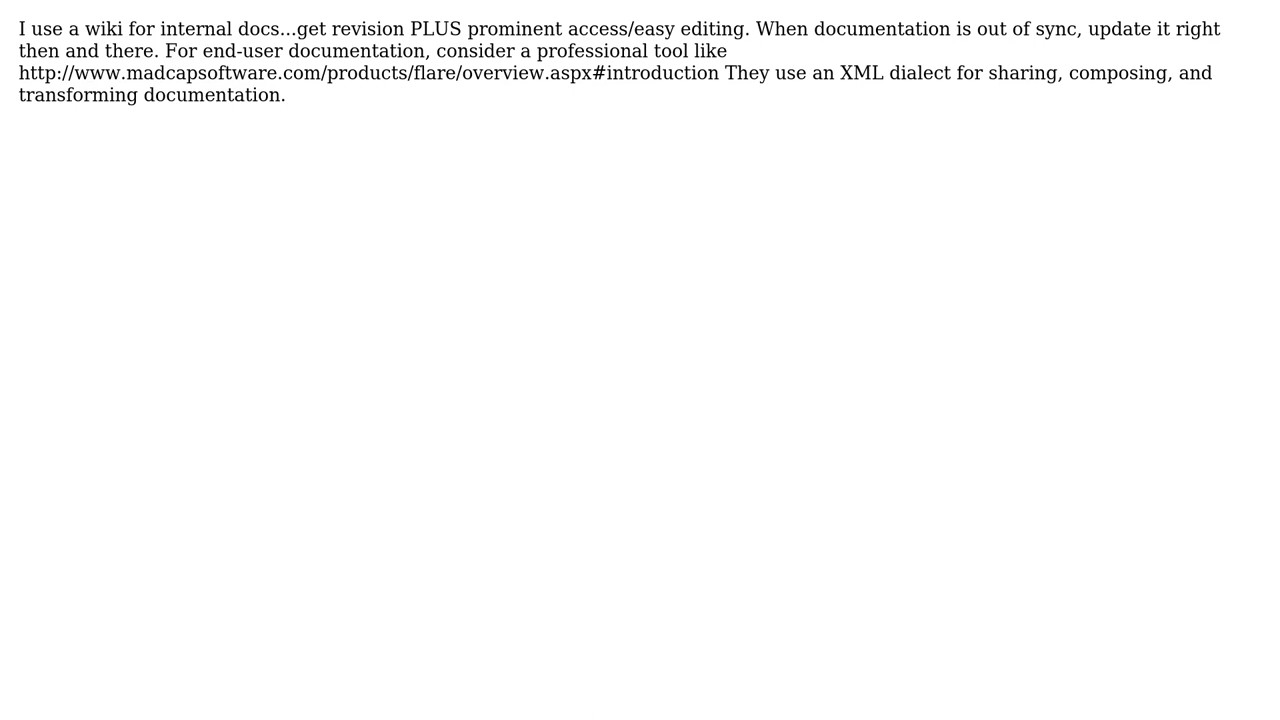 I use a wiki for internal docs...get revision PLUS prominent access/easy editing. When documentation is out of sync, update it right
then and there. For end-user documentation, consider a professional tool like
http://www.madcapsoftware.com/products/flare/overview.aspx#introduction They use an XML dialect for sharing, composing, and
transforming documentation.